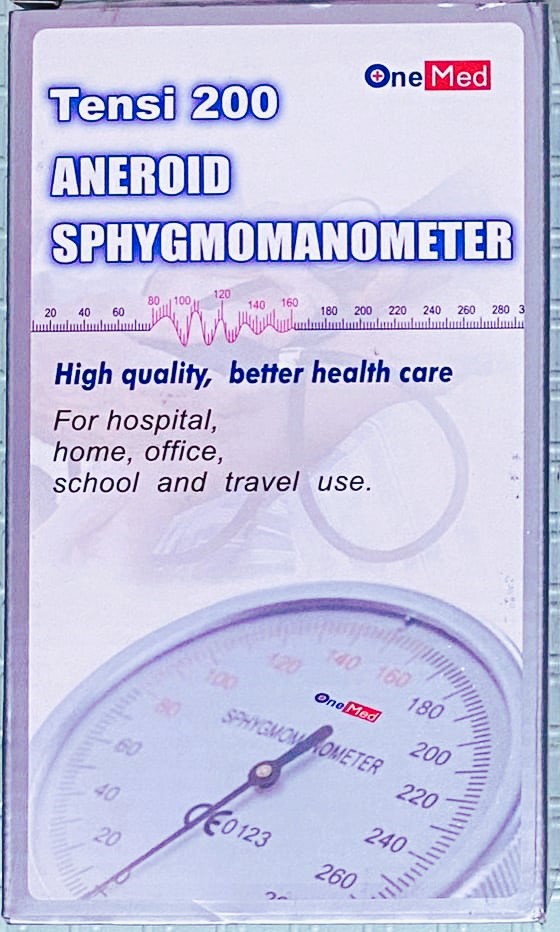 OneMed
Tensi 200
ANEROID
SPHYGMOMANOMETER
20 40 60 80 100 120 140 160 180 200 220 240 260 280 3
High quality, better health care
For hospital,
home, office,
school and travel use.
120 140 160
100 180
80 OneMed
SPHYGMOMANOMETER
60 200
40 220
20 CE0123 240
0 260